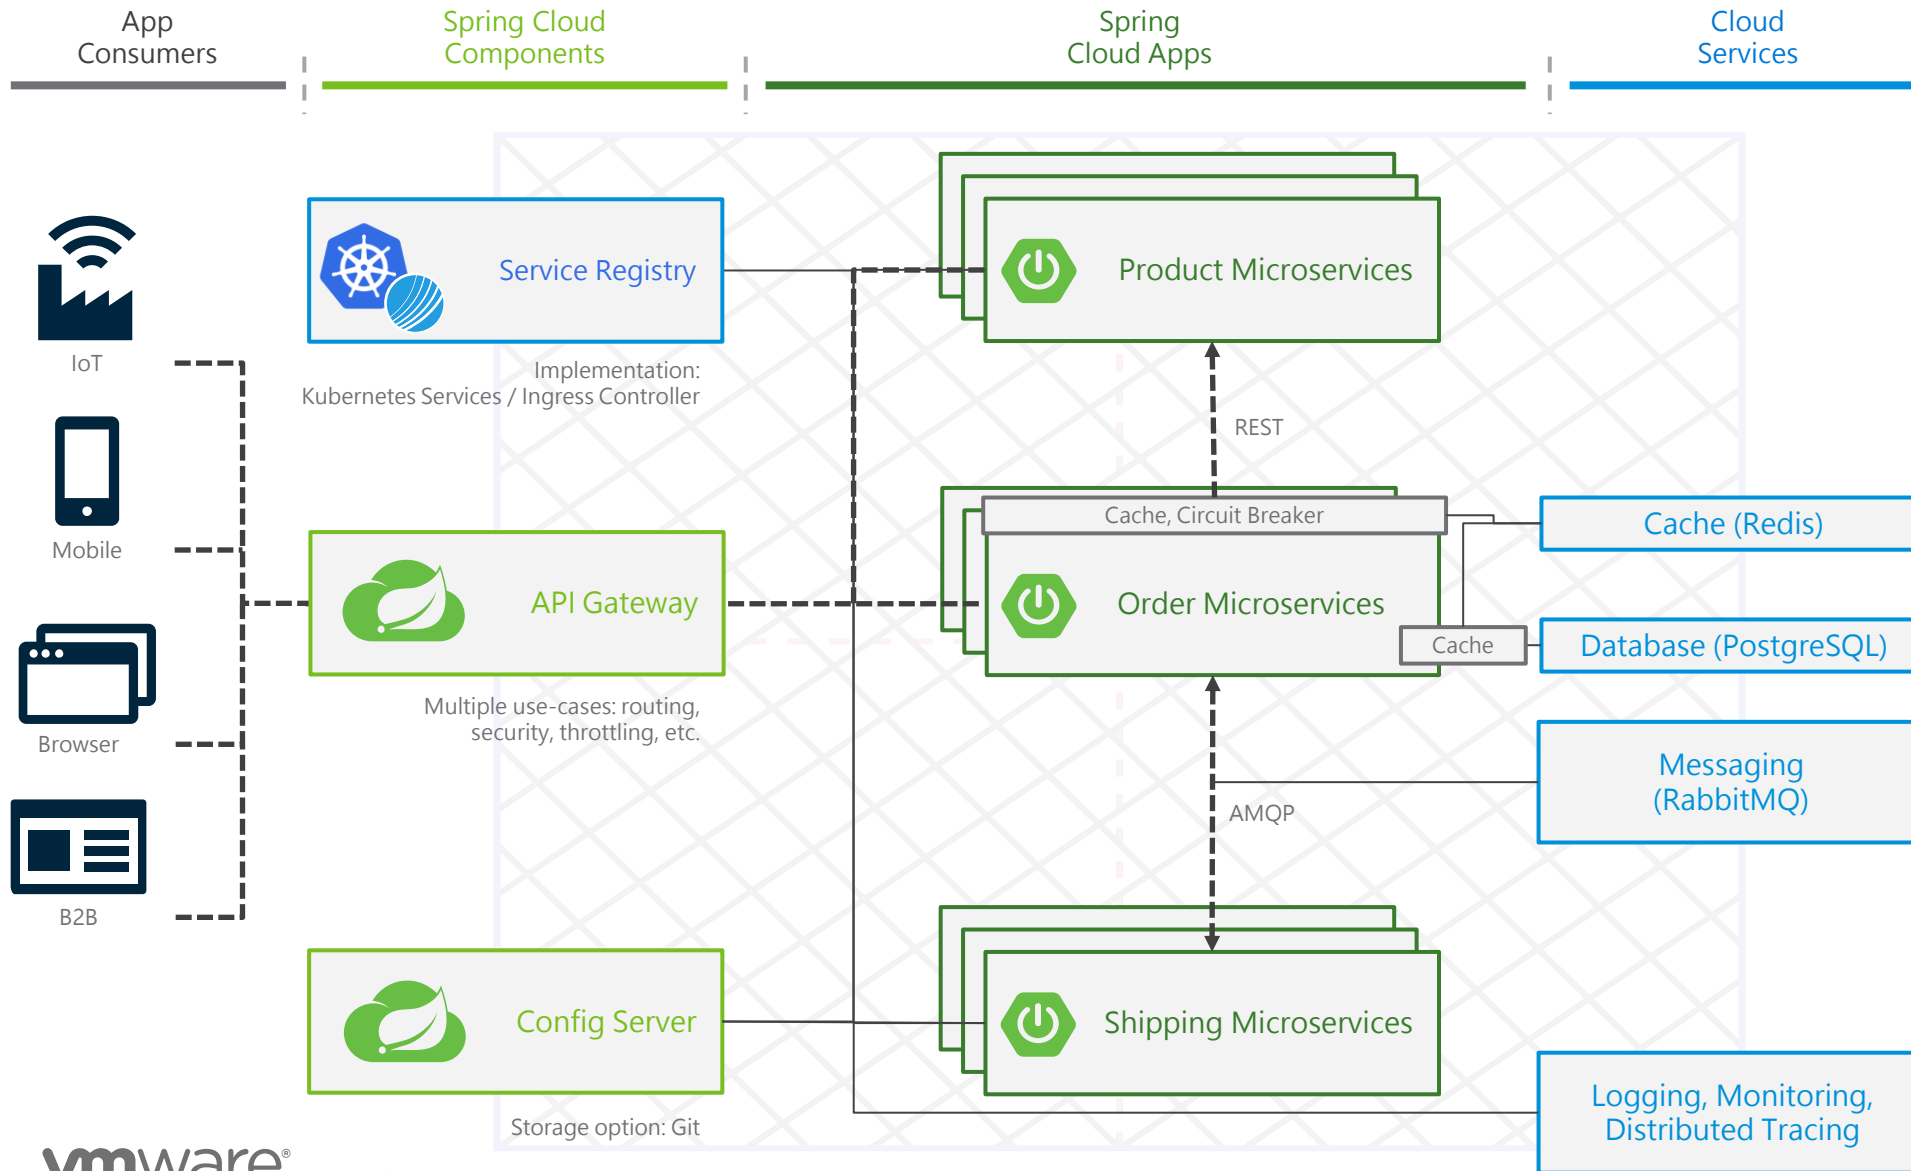 App
Consumers
Spring Cloud
Components
Spring
Cloud Apps
Cloud
Services
IoT
Mobile
Browser
B2B
Service Registry
Implementation:
Kubernetes Services / Ingress Controller
API Gateway
Multiple use-cases: routing,
security, throttling, etc.
Config Server
Storage option: Git
Product Microservices
REST
Cache, Circuit Breaker
Order Microservices
Cache
AMQP
Shipping Microservices
Cache (Redis)
Database (PostgreSQL)
Messaging
(RabbitMQ)
Logging, Monitoring,
Distributed Tracing
vmware®